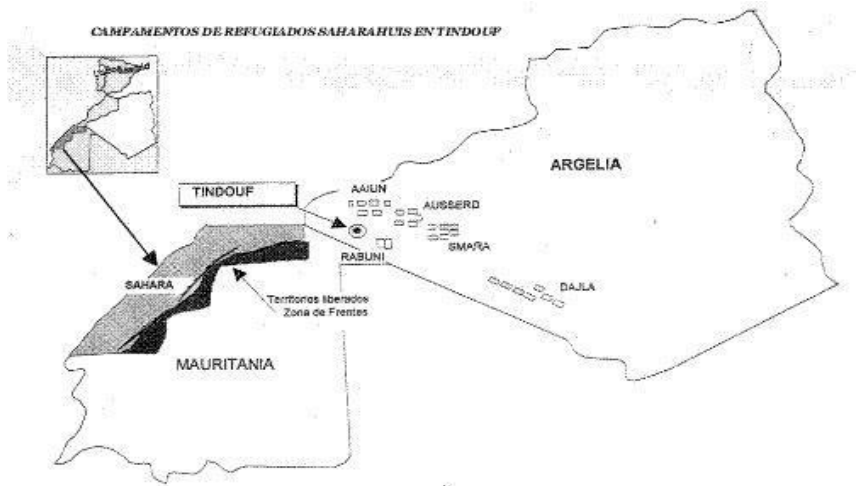 CAMPAMENTOS DE REFUGIADOS SAHARAHUIS EN TINDOUF
TINDOUF
ARGELIA
AAIUN
AUSSERD
SMARA
RABUNI
DAJLA
SAHARA
Territorios liberados
Zona de Frentes
MAURITANIA